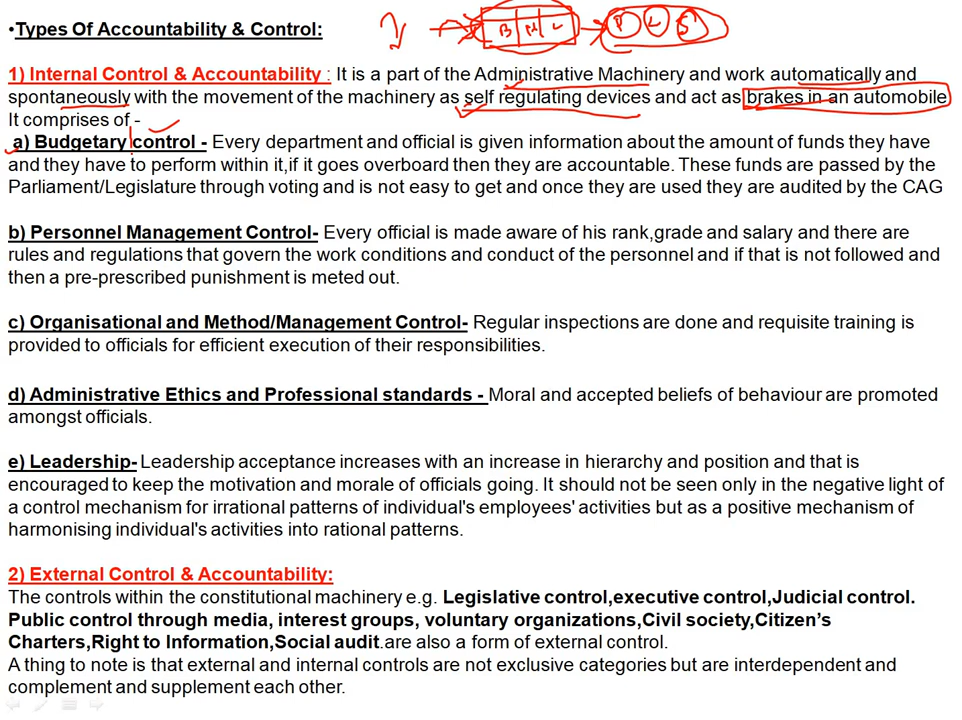 •Types Of Accountability & Control:
1) Internal Control & Accountability : It is a part of the Administrative Machinery and work automatically and
spontaneously with the movement of the machinery as self regulating devices and act as brakes in an automobile
It comprises of -
a) Budgetary control - Every department and official is given information about the amount of funds they have
and they have to perform within it,if it goes overboard then they are accountable. These funds are passed by the
Parliament/Legislature through voting and is not easy to get and once they are used they are audited by the CAG
b) Personnel Management Control- Every official is made aware of his rank,grade and salary and there are
rules and regulations that govern the work conditions and conduct of the personnel and if that is not followed and
then a pre-prescribed punishment is meted out.
c) Organisational and Method/Management Control- Regular inspections are done and requisite training is
provided to officials for efficient execution of their responsibilities.
d) Administrative Ethics and Professional standards - Moral and accepted beliefs of behaviour are promoted
amongst officials.
e) Leadership- Leadership acceptance increases with an increase in hierarchy and position and that is
encouraged to keep the motivation and morale of officials going. It should not be seen only in the negative light of
a control mechanism for irrational patterns of individual's employees' activities but as a positive mechanism of
harmonising individual's activities into rational patterns.
2) External Control & Accountability:
The controls within the constitutional machinery e.g. Legislative control,executive control,Judicial control.
Public control through media, interest groups, voluntary organizations,Civil society,Citizen's
Charters,Right to Information,Social audit.are also a form of external control.
A thing to note is that external and internal controls are not exclusive categories but are interdependent and
complement and supplement each other.